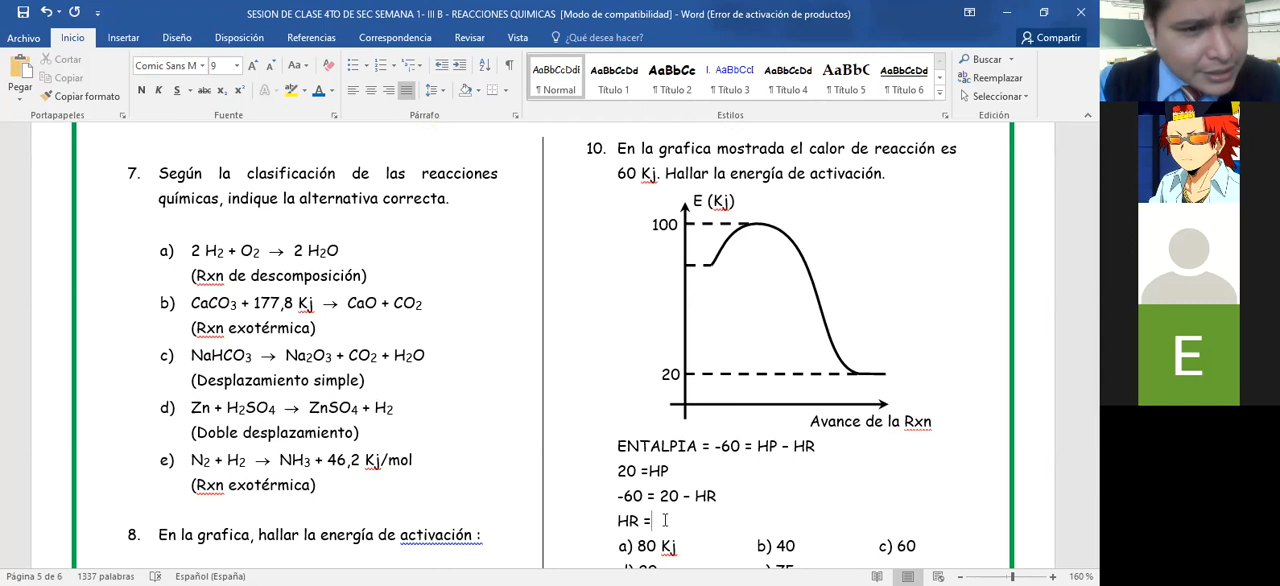 SESION DE CLASE 4TO DE SEC SEMANA 1- III B - REACCIONES QUIMICAS [Modo de compatibilidad] - Word (Error de activación de productos)
Archivo Inicio Insertar Diseño Disposición Referencias Correspondencia Revisar Vista ¿Qué desea hacer? Compartir
Pegar
Cortar
Copiar
Copiar formato
Comic Sans M 9 Aa
N K S abc x₂ x² A A
AaBbCcDdE AaBbCcDd AaBbCc I. AaBbCcI AaBbCcDd AaBbC AaBbCcDd
¶ Normal Título 1 ¶ Título 2 ¶ Título 3 ¶ Título 4 ¶ Título 5 ¶ Título 6
Buscar
Reemplazar
Seleccionar
Portapapeles Fuente Párrafo Estilos Edición
7. Según la clasificación de las reacciones
químicas, indique la alternativa correcta.
a) 2 H₂ + O₂ → 2 H₂O
(Rxn de descomposición)
b) CaCO₃ + 177,8 Kj → CaO + CO₂
(Rxn exotérmica)
c) NaHCO₃ → Na₂O₃ + CO₂ + H₂O
(Desplazamiento simple)
d) Zn + H₂SO₄ → ZnSO₄ + H₂
(Doble desplazamiento)
e) N₂ + H₂ → NH₃ + 46,2 Kj/mol
(Rxn exotérmica)
8. En la grafica, hallar la energía de activación :
10. En la grafica mostrada el calor de reacción es
60 Kj. Hallar la energía de activación.
E (Kj)
100
20
Avance de la Rxn
ENTALPIA = -60 = HP – HR
20 =HP
-60 = 20 – HR
HR =
a) 80 Kj b) 40 c) 60
E
Página 5 de 6 1337 palabras Español (España) 160 %